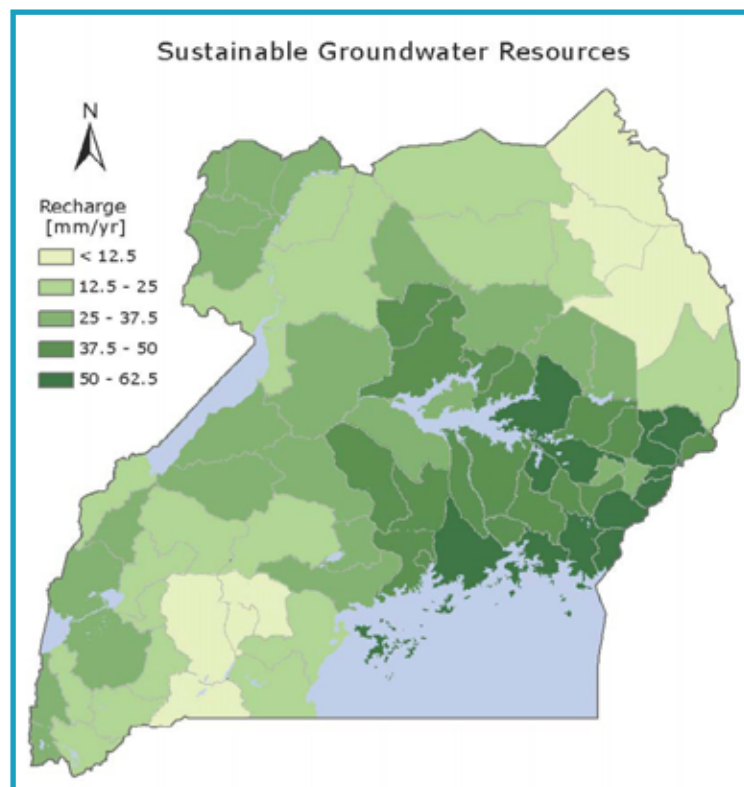 Sustainable Groundwater Resources
N
Recharge
[mm/yr]
< 12.5
12.5 - 25
25 - 37.5
37.5 - 50
50 - 62.5